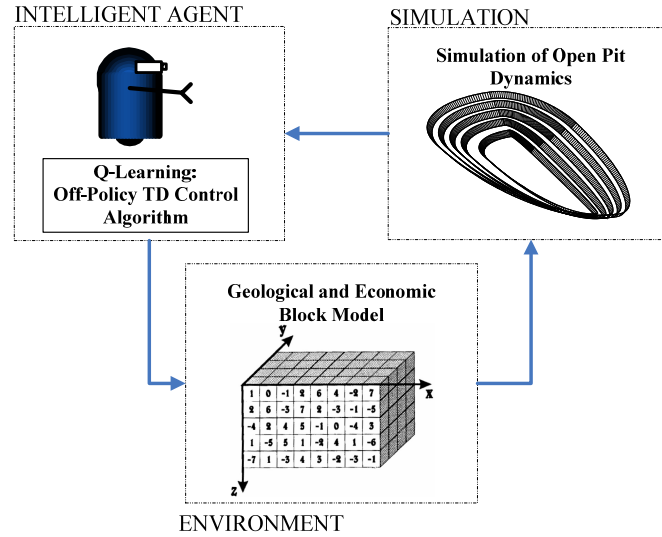 INTELLIGENT AGENT
Q-Learning:
Off-Policy TD Control
Algorithm
SIMULATION
Simulation of Open Pit
Dynamics
Geological and Economic
Block Model
y
x
1 0 -1 2 6 4 -2 7
2 6 -3 7 2 -3 -1 -5
-4 2 4 5 -1 0 -4 3
1 -5 5 1 -2 4 1 -6
-7 1 -3 4 3 -2 -3 -1
z
ENVIRONMENT